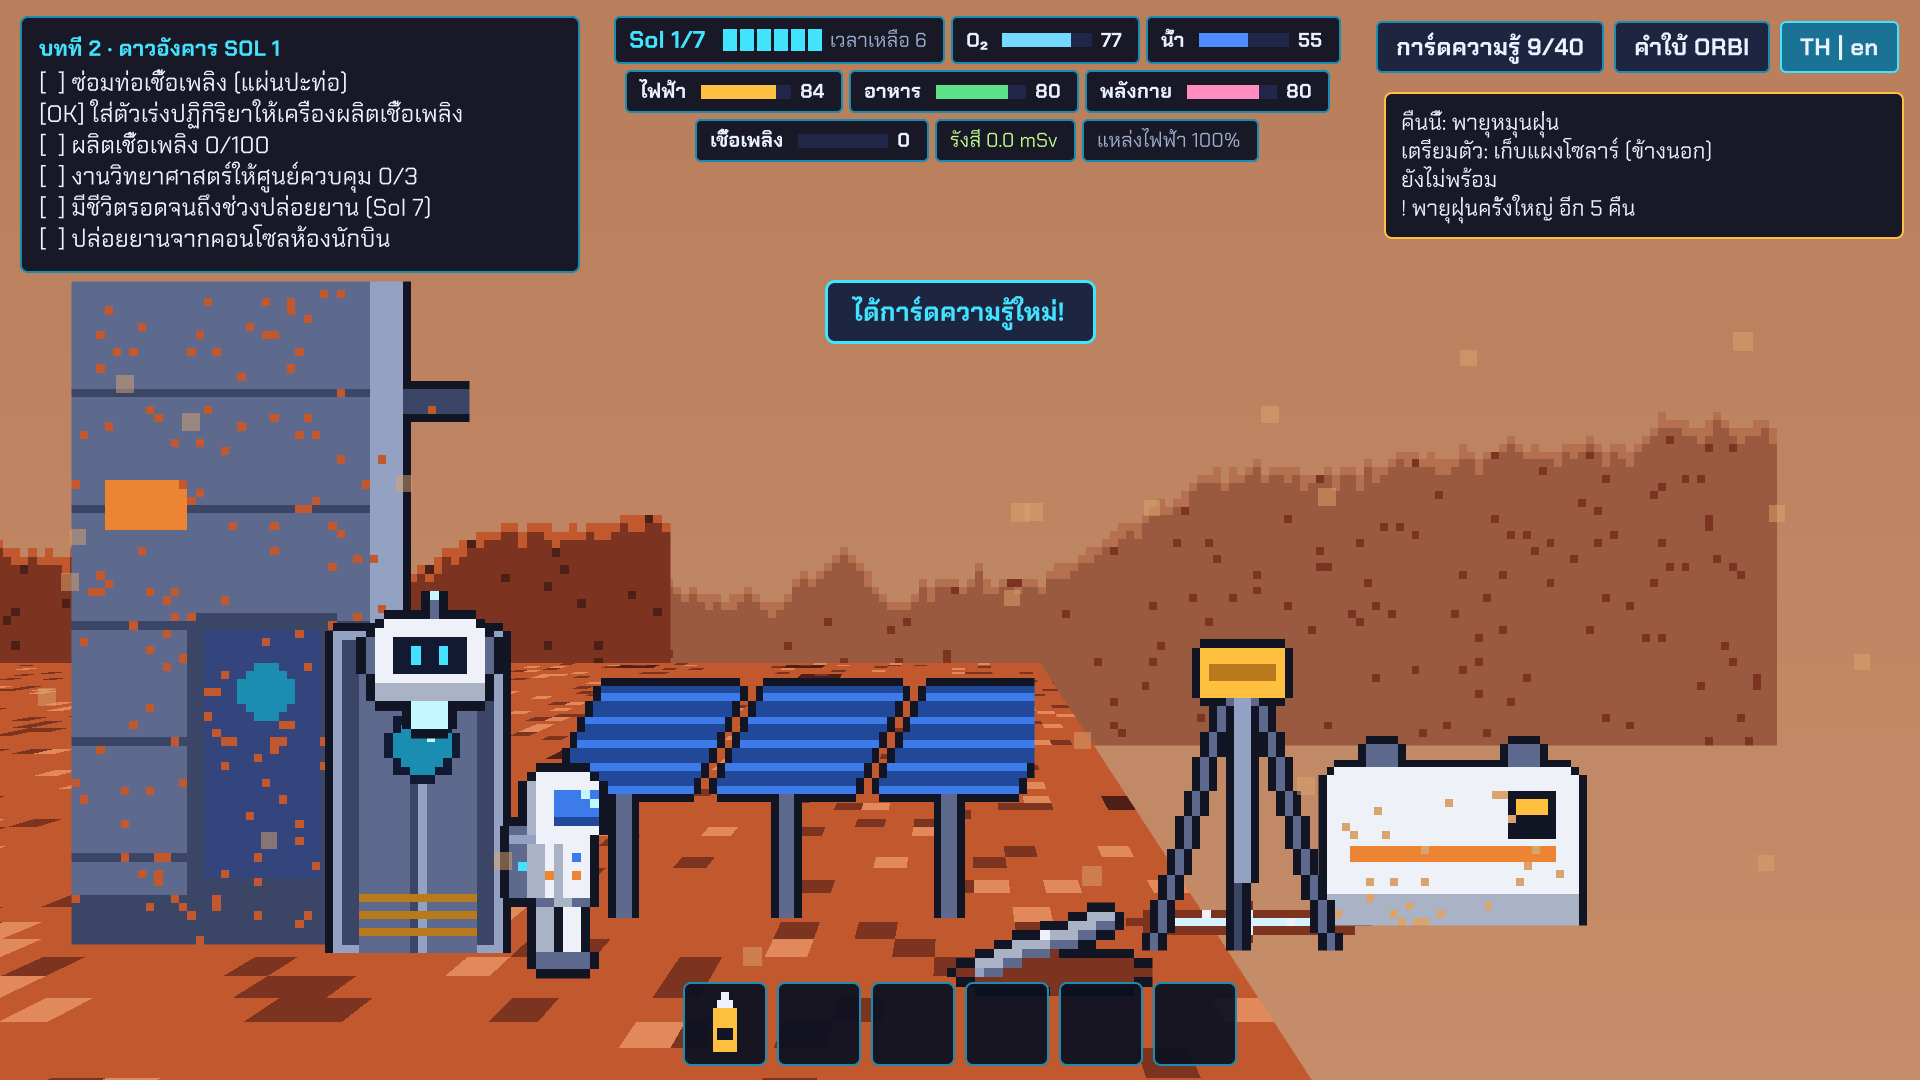 บทที่ 2 · ดาวอังคาร SOL 1
[ ] ซ่อมท่อเชื้อเพลิง (แผ่นปะท่อ)
[OK] ใส่ตัวเร่งปฏิกิริยาให้เครื่องผลิตเชื้อเพลิง
[ ] ผลิตเชื้อเพลิง 0/100
[ ] งานวิทยาศาสตร์ให้ศูนย์ควบคุม 0/3
[ ] มีชีวิตรอดจนถึงช่วงปล่อยยาน (Sol 7)
[ ] ปล่อยยานจากคอนโซลห้องนักบิน
Sol 1/7 เวลาเหลือ 6
O₂ 77
น้ำ 55
ไฟฟ้า 84
อาหาร 80
พลังกาย 80
เชื้อเพลิง 0
รังสี 0.0 mSv
แหล่งไฟฟ้า 100%
การ์ดความรู้ 9/40
คำใบ้ ORBI
TH | en
คืนนี้: พายุหมุนฝุ่น
เตรียมตัว: เก็บแผงโซลาร์ (ข้างนอก)
ยังไม่พร้อม
! พายุฝุ่นครั้งใหญ่ อีก 5 คืน
ได้การ์ดความรู้ใหม่!